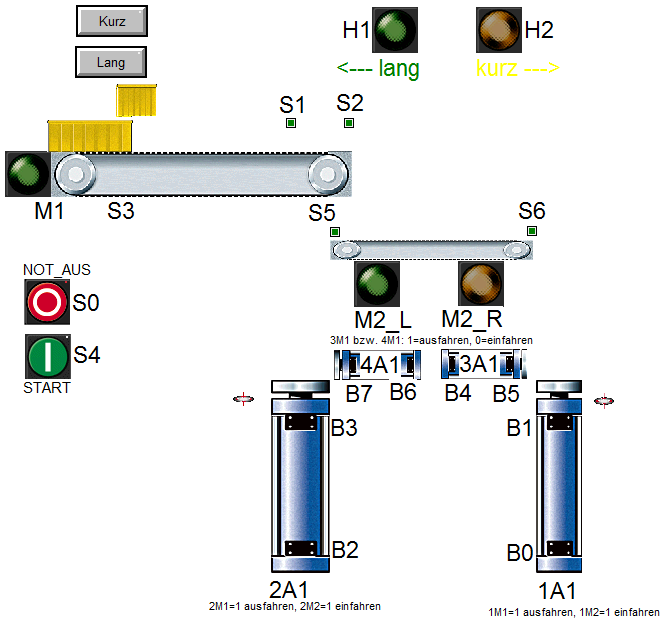 Kurz
Lang
H1
H2
<--- lang
kurz --->
S1
S2
M1
S3
S5
S6
NOT_AUS
S0
S4
START
M2_L
M2_R
3M1 bzw. 4M1: 1=ausfahren, 0=einfahren
4A1
3A1
B7
B6
B4
B5
B3
B1
B2
B0
2A1
1A1
2M1=1 ausfahren, 2M2=1 einfahren
1M1=1 ausfahren, 1M2=1 einfahren